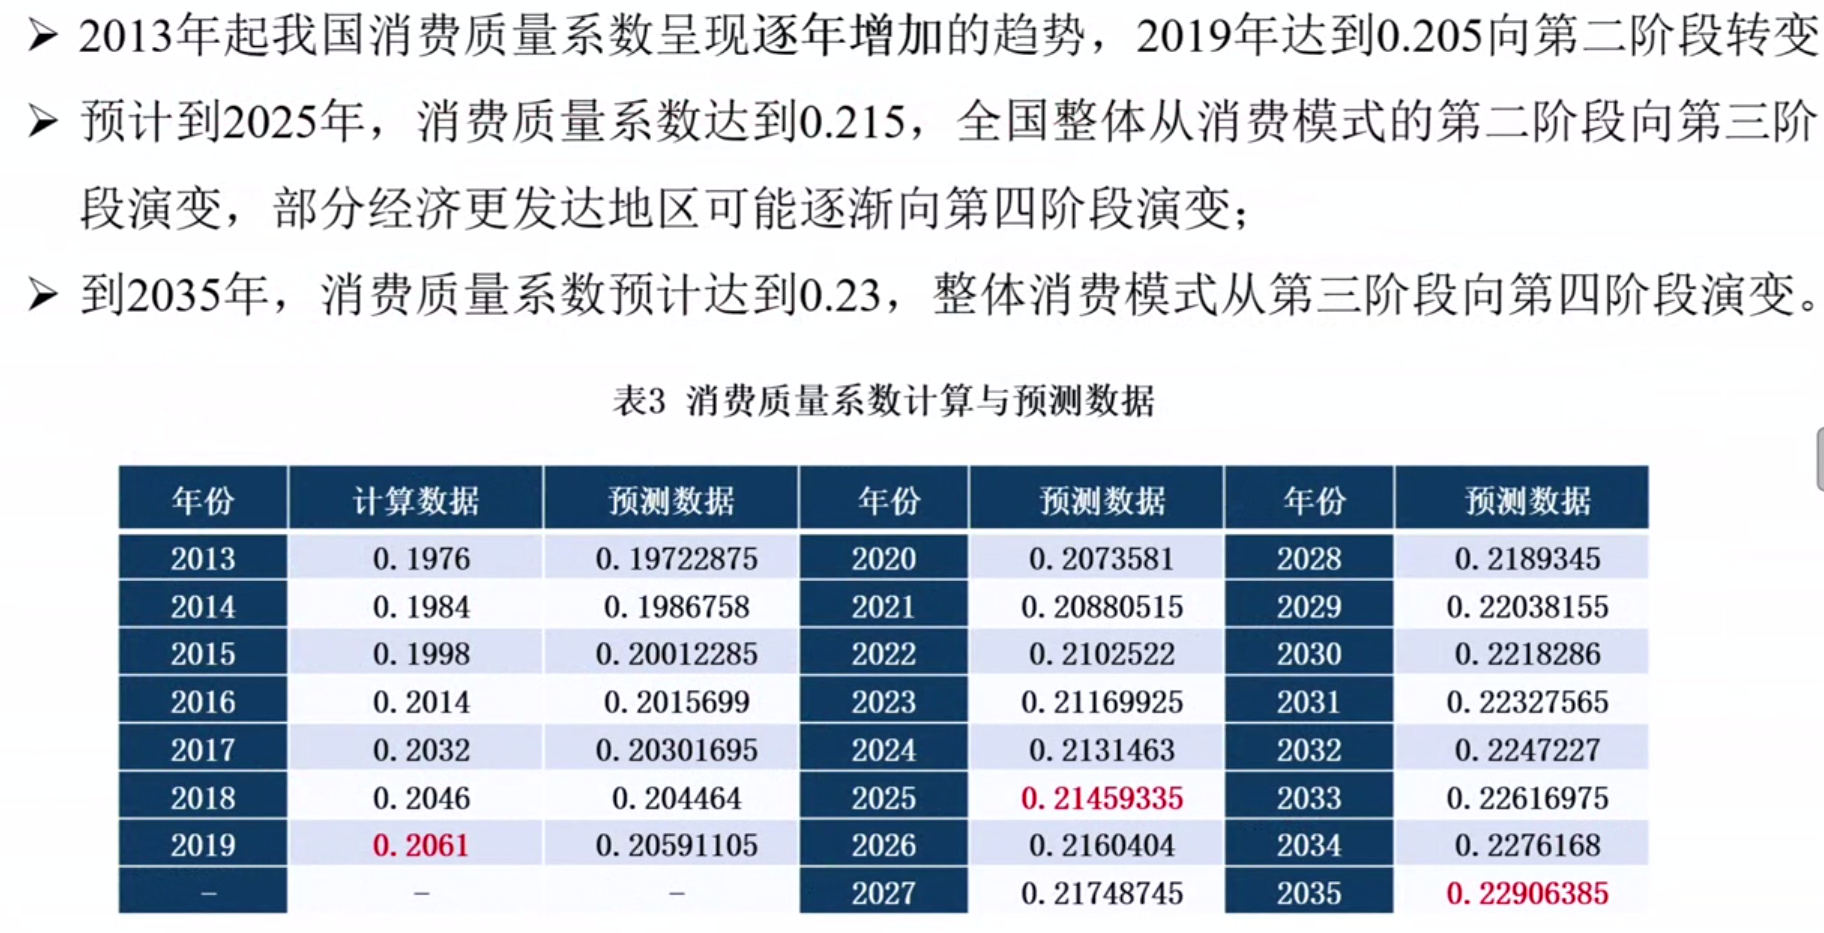 ➢ 2013年起我国消费质量系数呈现逐年增加的趋势，2019年达到0.205向第二阶段转变
➢ 预计到2025年，消费质量系数达到0.215，全国整体从消费模式的第二阶段向第三阶
段演变，部分经济更发达地区可能逐渐向第四阶段演变；
➢ 到2035年，消费质量系数预计达到0.23，整体消费模式从第三阶段向第四阶段演变。
表3 消费质量系数计算与预测数据
年份 计算数据 预测数据 年份 预测数据 年份 预测数据
2013 0.1976 0.19722875 2020 0.2073581 2028 0.2189345
2014 0.1984 0.1986758 2021 0.20880515 2029 0.22038155
2015 0.1998 0.20012285 2022 0.2102522 2030 0.2218286
2016 0.2014 0.2015699 2023 0.21169925 2031 0.22327565
2017 0.2032 0.20301695 2024 0.2131463 2032 0.2247227
2018 0.2046 0.204464 2025 0.21459335 2033 0.22616975
2019 0.2061 0.20591105 2026 0.2160404 2034 0.2276168
– – – 2027 0.21748745 2035 0.22906385